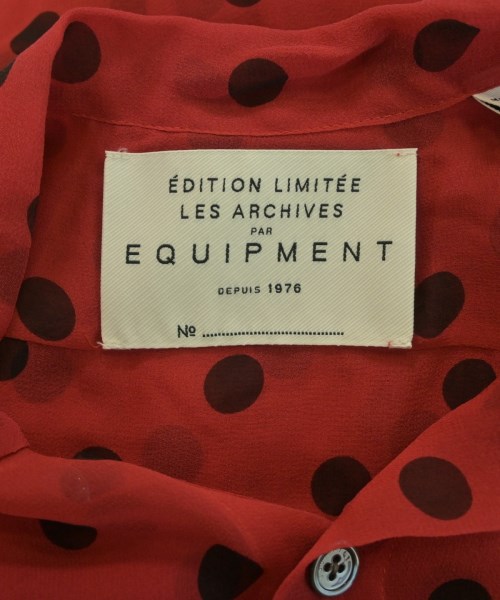 ÉDITION LIMITÉE
LES ARCHIVES
PAR
EQUIPMENT
DEPUIS 1976
Nº ....................................